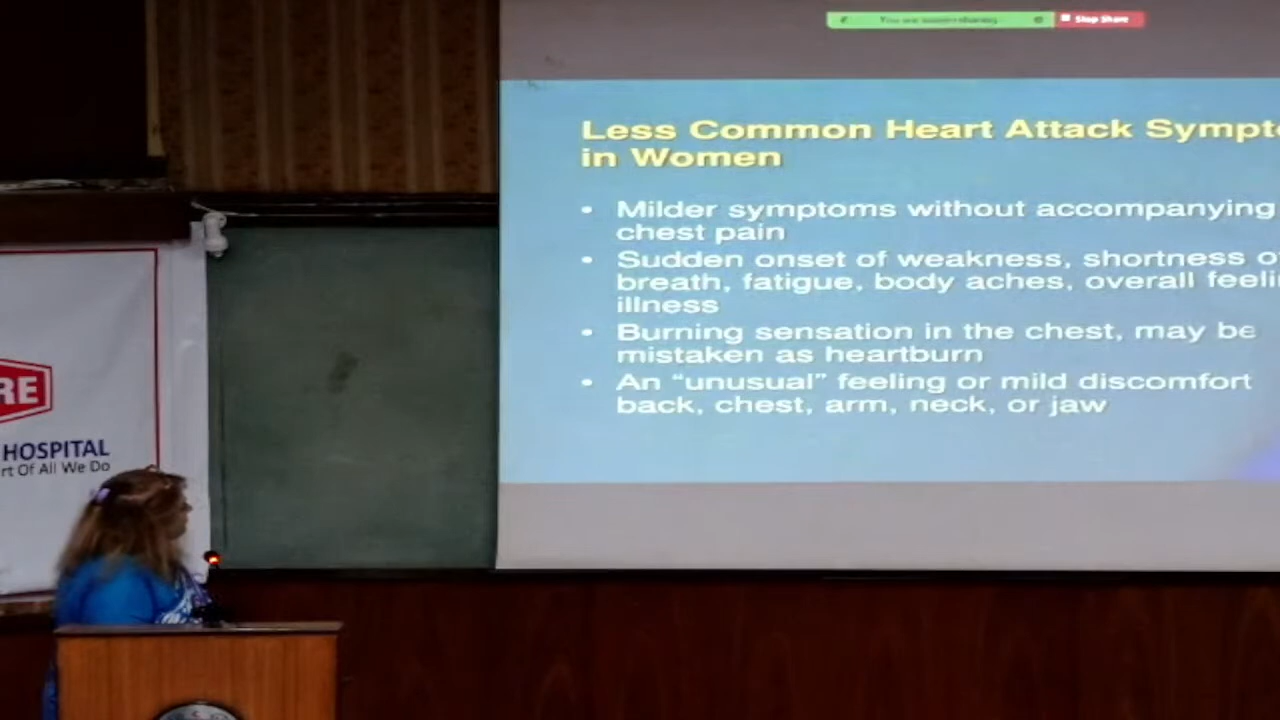 Stop Share
Less Common Heart Attack Sympto
in Women
• Milder symptoms without accompanying
chest pain
• Sudden onset of weakness, shortness o
breath, fatigue, body aches, overall feeli
illness
• Burning sensation in the chest, may be
mistaken as heartburn
• An “unusual” feeling or mild discomfort
back, chest, arm, neck, or jaw
RE
HOSPITAL
rt Of All We Do